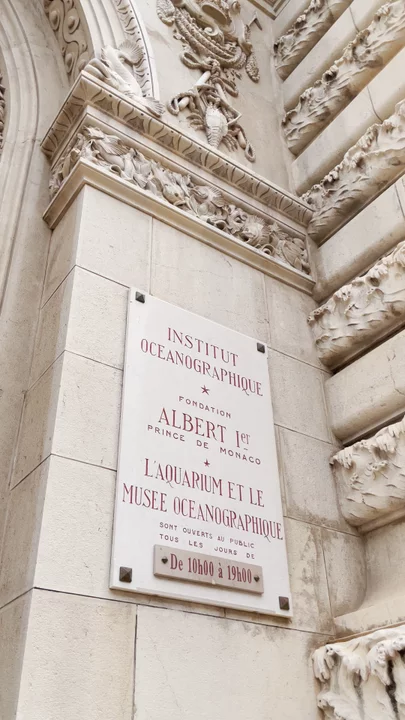 INSTITUT
OCEANOGRAPHIQUE
FONDATION
ALBERT Ier
PRINCE DE MONACO
L'AQUARIUM ET LE
MUSEE OCEANOGRAPHIQUE
SONT OUVERTS AU PUBLIC
TOUS LES JOURS DE
De 10h00 à 19h00